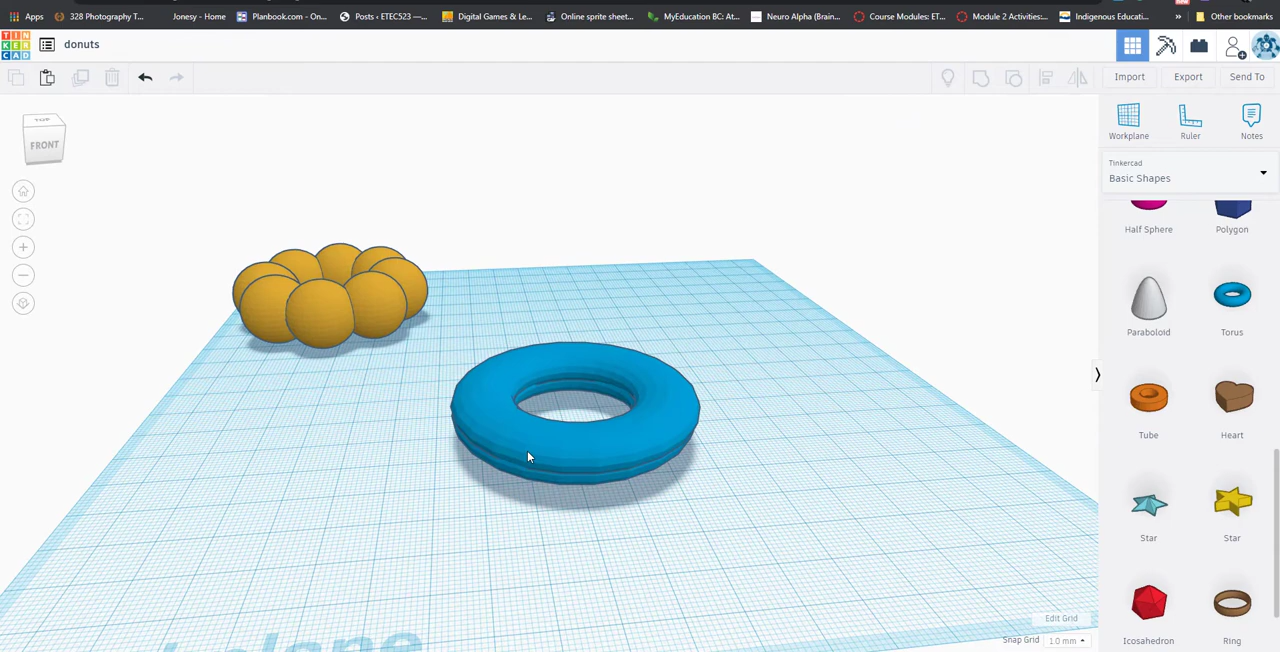 Apps
328 Photography T...
Jonesy - Home
Planbook.com - On...
Posts ‹ ETEC523 —...
Digital Games & Le...
Online sprite sheet...
MyEducation BC: At...
Neuro Alpha (Brain...
Course Modules: ET...
Module 2 Activities:...
Indigenous Educati...
»
Other bookmarks
TIN
KER
CAD
donuts
Import
Export
Send To
TOP
FRONT
Workplane
Ruler
Notes
Tinkercad
Basic Shapes
Half Sphere
Polygon
Paraboloid
Torus
Tube
Heart
Star
Star
Icosahedron
Ring
Edit Grid
Snap Grid
1.0 mm